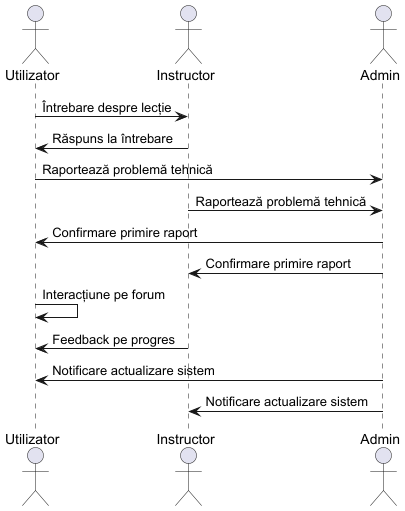 Utilizator Instructor Admin
Întrebare despre lecție
Răspuns la întrebare
Raportează problemă tehnică
Raportează problemă tehnică
Confirmare primire raport
Confirmare primire raport
Interacțiune pe forum
Feedback pe progres
Notificare actualizare sistem
Notificare actualizare sistem
Utilizator Instructor Admin